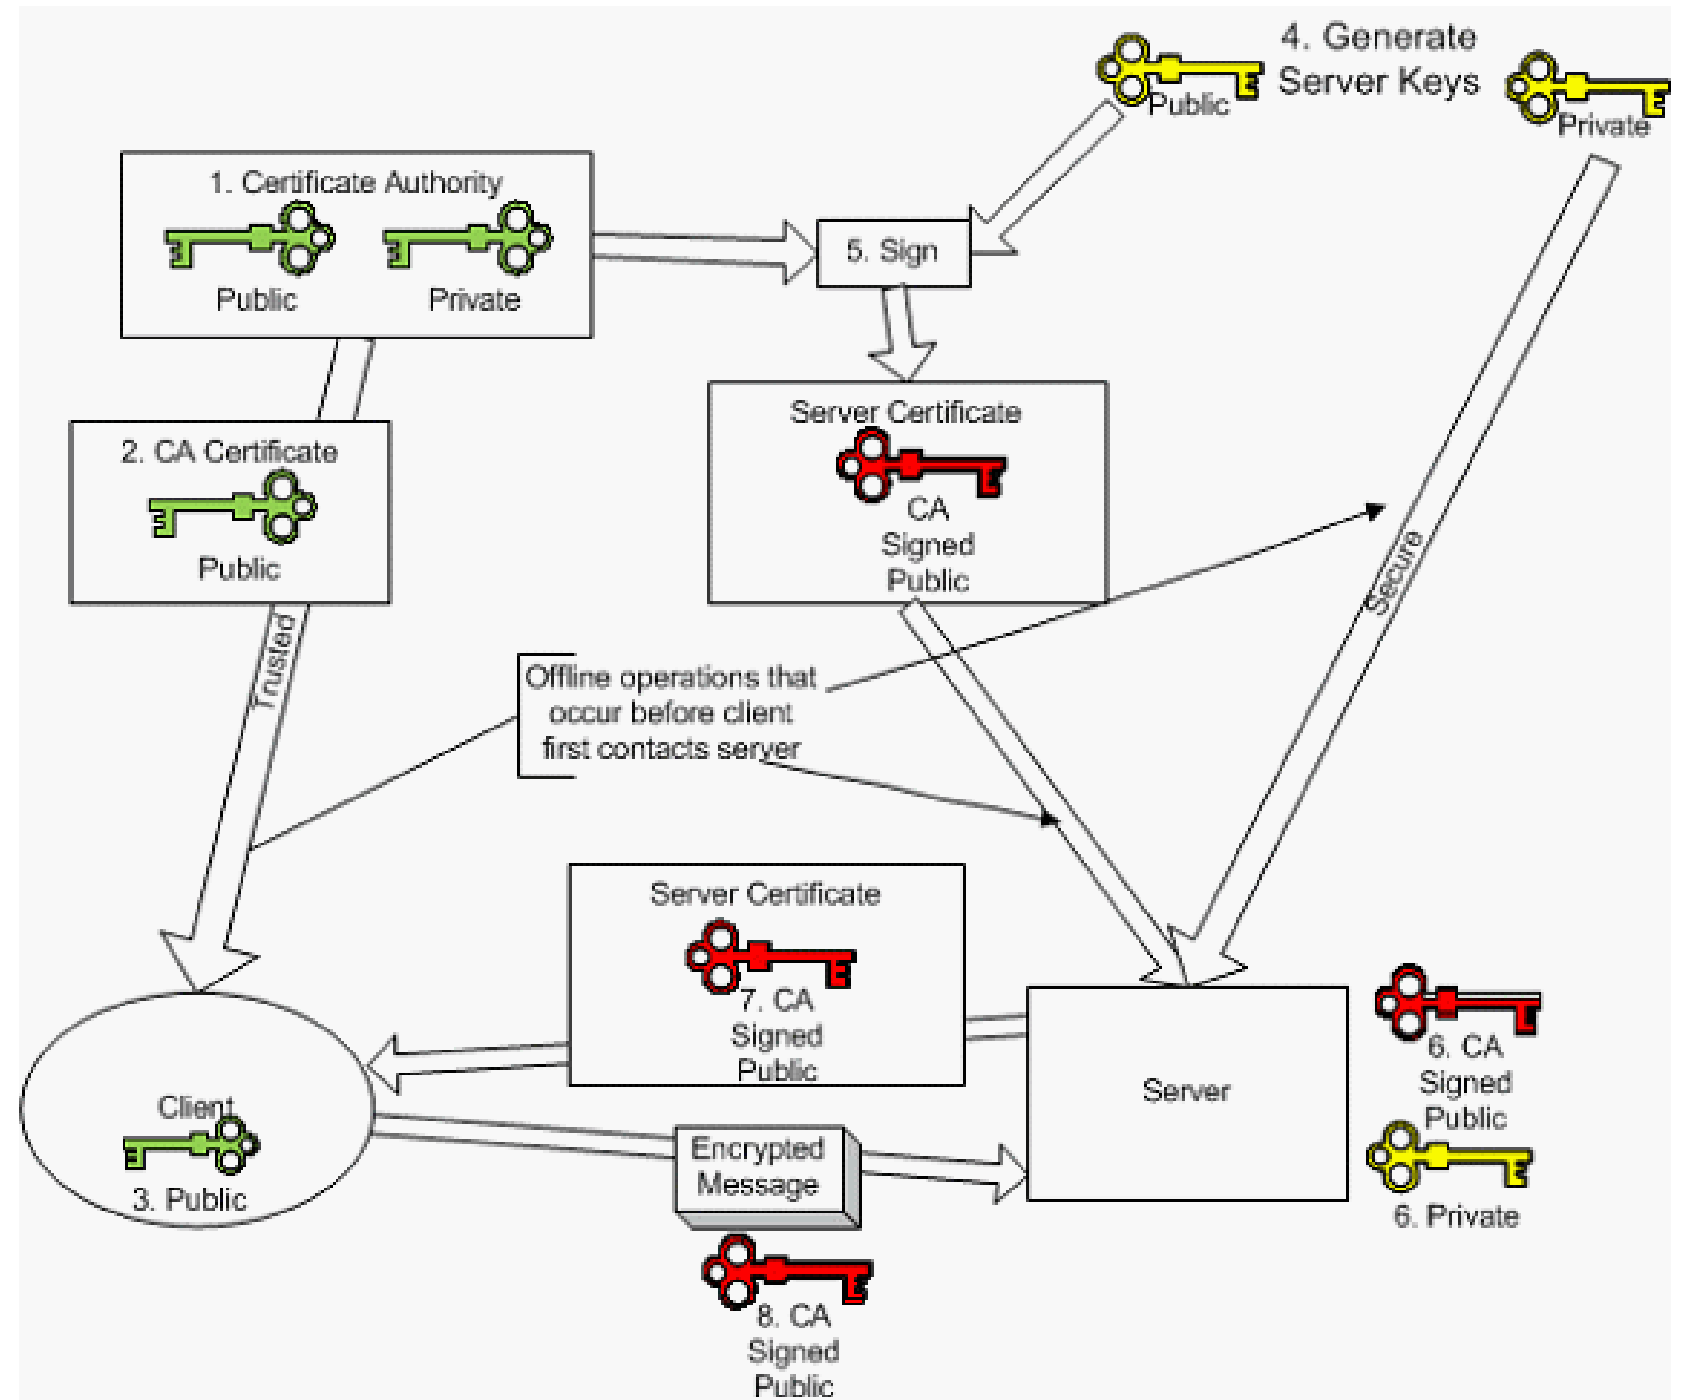 4. Generate
Server Keys
Public
Private
1. Certificate Authority
Public
Private
5. Sign
2. CA Certificate
Public
Server Certificate
CA
Signed
Public
Trusted
Secure
Offline operations that
occur before client
first contacts server
Server Certificate
7. CA
Signed
Public
Client
3. Public
Server
6. CA
Signed
Public
6. Private
Encrypted
Message
8. CA
Signed
Public